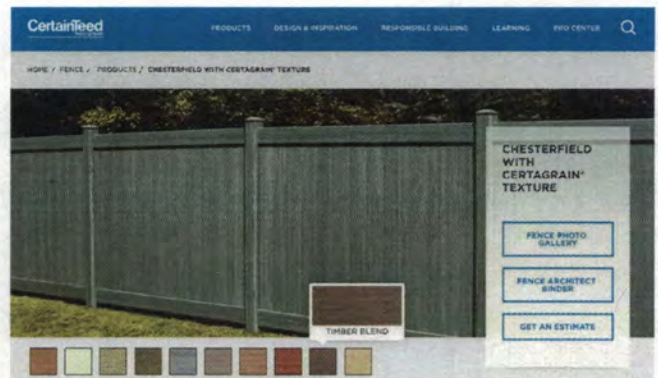 CertainTeed
PRODUCTS DESIGN & INSPIRATION RESPONSIBLE BUILDING LEARNING PRO CENTER
HOME / FENCE / PRODUCTS / CHESTERFIELD WITH CERTAGRAIN® TEXTURE
CHESTERFIELD
WITH
CERTAGRAIN®
TEXTURE
FENCE PHOTO
GALLERY
FENCE ARCHITECT
BINDER
GET AN ESTIMATE
TIMBER BLEND